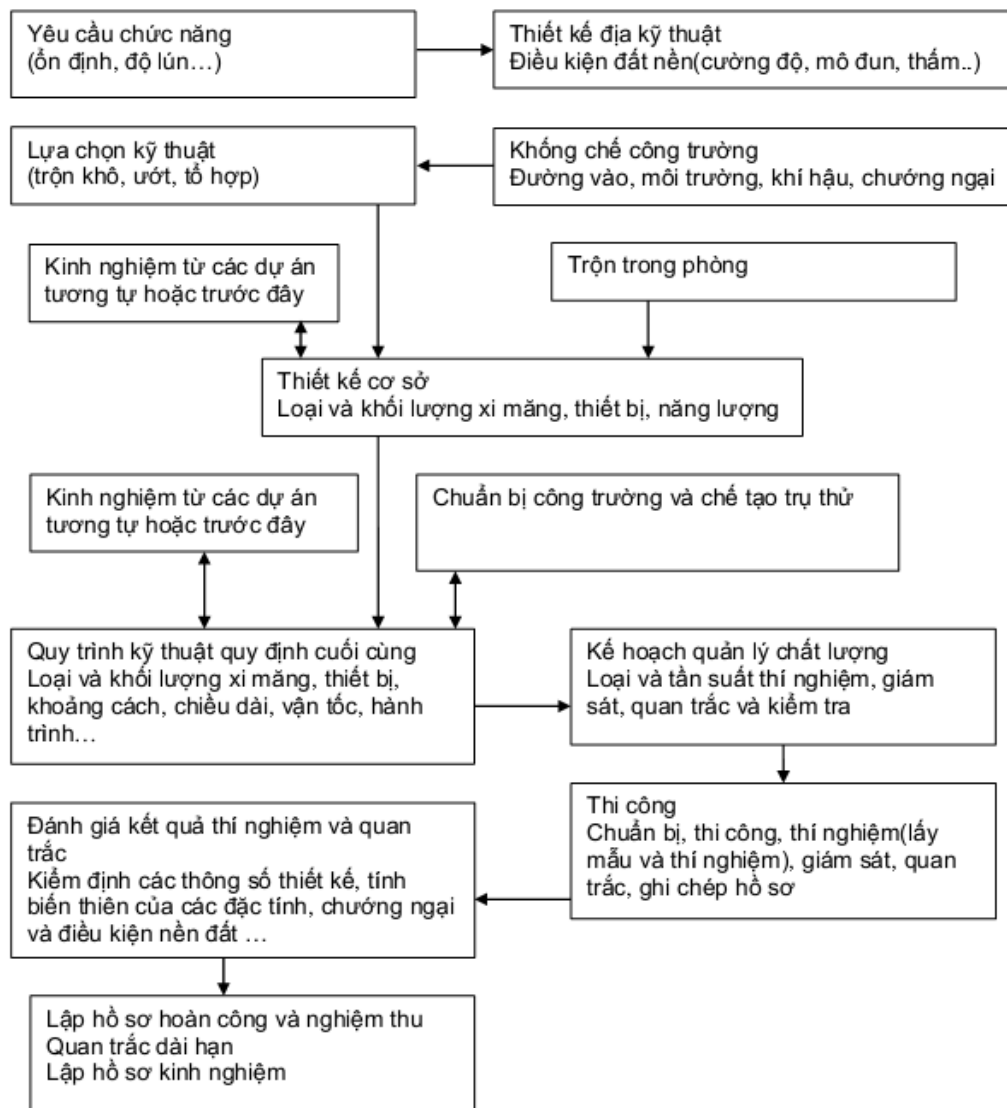 Yêu cầu chức năng
(ổn định, độ lún…)
Thiết kế địa kỹ thuật
Điều kiện đất nền(cường độ, mô đun, thấm..)
Lựa chọn kỹ thuật
(trộn khô, ướt, tổ hợp)
Khống chế công trường
Đường vào, môi trường, khí hậu, chướng ngại
Kinh nghiệm từ các dự án
tương tự hoặc trước đây
Trộn trong phòng
Thiết kế cơ sở
Loại và khối lượng xi măng, thiết bị, năng lượng
Kinh nghiệm từ các dự án
tương tự hoặc trước đây
Chuẩn bị công trường và chế tạo trụ thử
Quy trình kỹ thuật quy định cuối cùng
Loại và khối lượng xi măng, thiết bị,
khoảng cách, chiều dài, vận tốc, hành
trình…
Kế hoạch quản lý chất lượng
Loại và tần suất thí nghiệm, giám
sát, quan trắc và kiểm tra
Thi công
Chuẩn bị, thi công, thí nghiệm(lấy
mẫu và thí nghiệm), giám sát, quan
trắc, ghi chép hồ sơ
Đánh giá kết quả thí nghiệm và quan
trắc
Kiểm định các thông số thiết kế, tính
biến thiên của các đặc tính, chướng ngại
và điều kiện nền đất …
Lập hồ sơ hoàn công và nghiệm thu
Quan trắc dài hạn
Lập hồ sơ kinh nghiệm